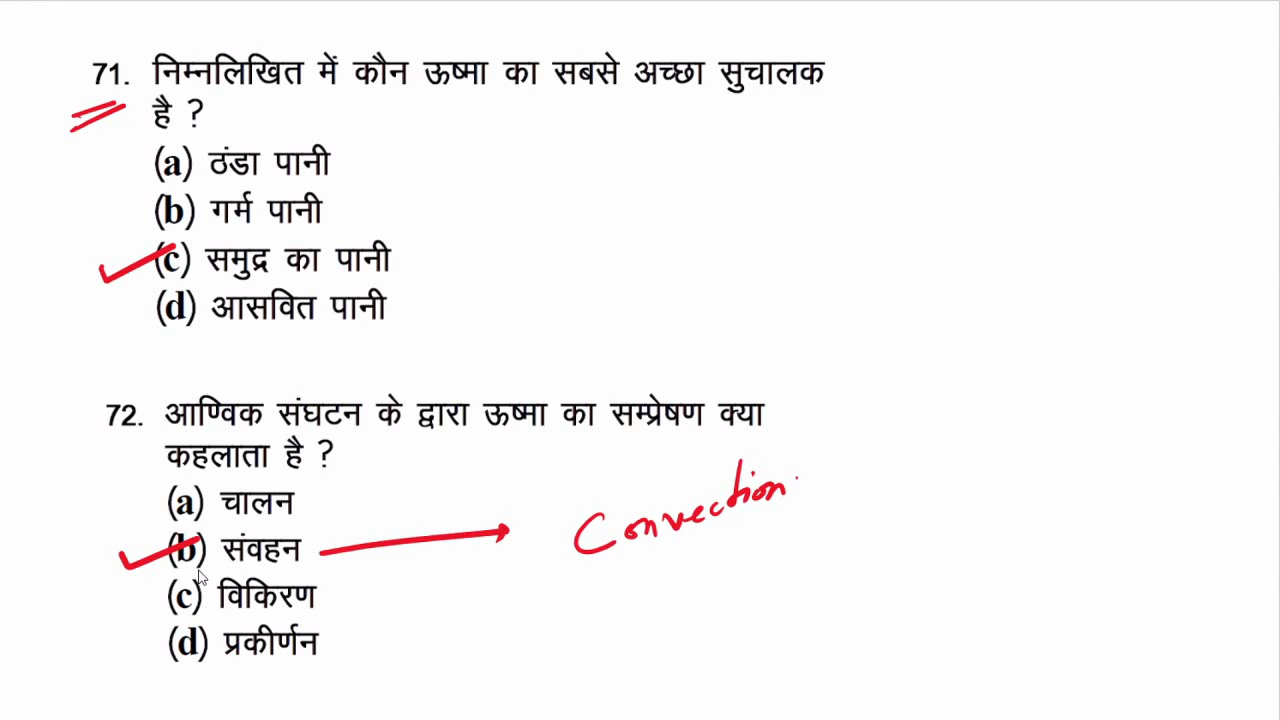 71. निम्नलिखित में कौन ऊष्मा का सबसे अच्छा सुचालक
है ?
(a) ठंडा पानी
(b) गर्म पानी
(c) समुद्र का पानी
(d) आसवित पानी
72. आण्विक संघटन के द्वारा ऊष्मा का सम्प्रेषण क्या
कहलाता है ?
(a) चालन
(b) संवहन Convection
(c) विकिरण
(d) प्रकीर्णन